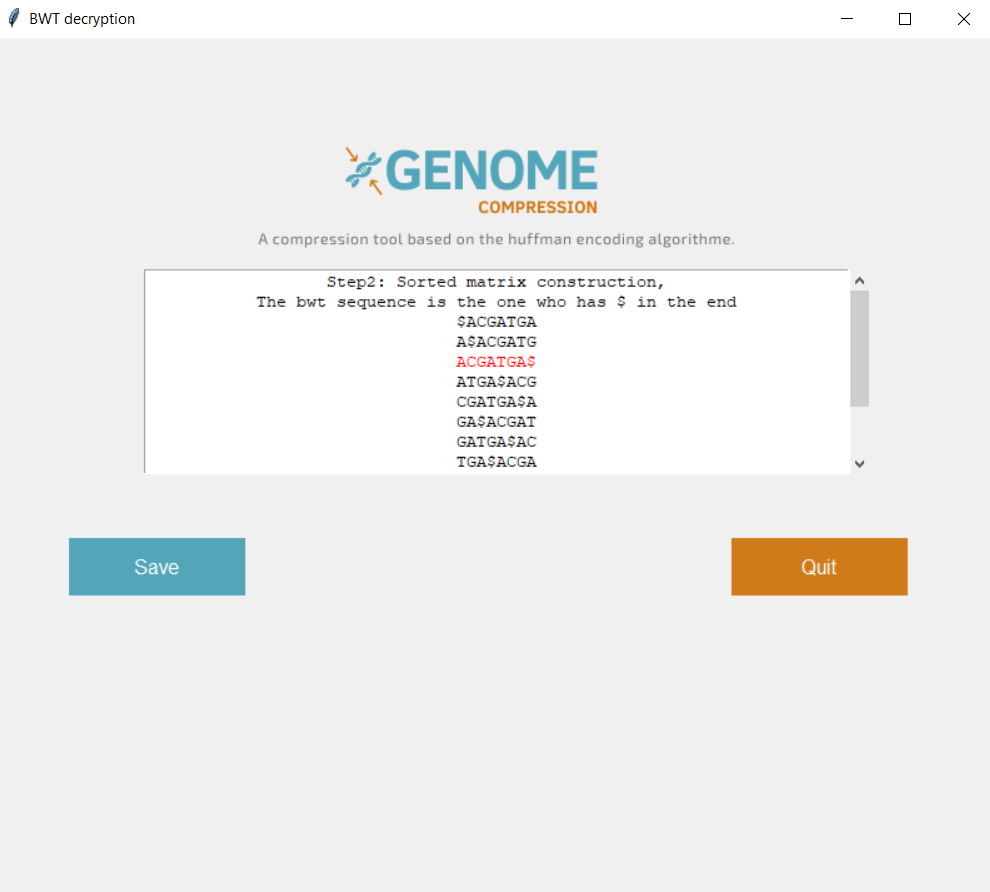 BWT decryption
GENOME
COMPRESSION
A compression tool based on the huffman encoding algorithme.
Step2: Sorted matrix construction,
The bwt sequence is the one who has $ in the end
$ACGATGA
A$ACGATG
ACGATGA$
ATGA$ACG
CGATGA$A
GA$ACGAT
GATGA$AC
TGA$ACGA
Save
Quit